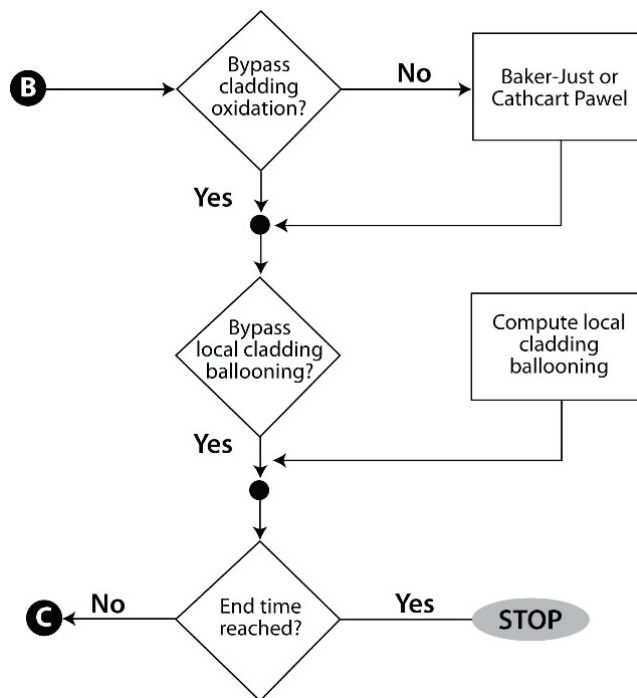 B
Bypass
cladding
oxidation?
No
Baker-Just or
Cathcart Pawel
Yes
Bypass
local cladding
ballooning?
Compute local
cladding
ballooning
Yes
C
No
End time
reached?
Yes
STOP